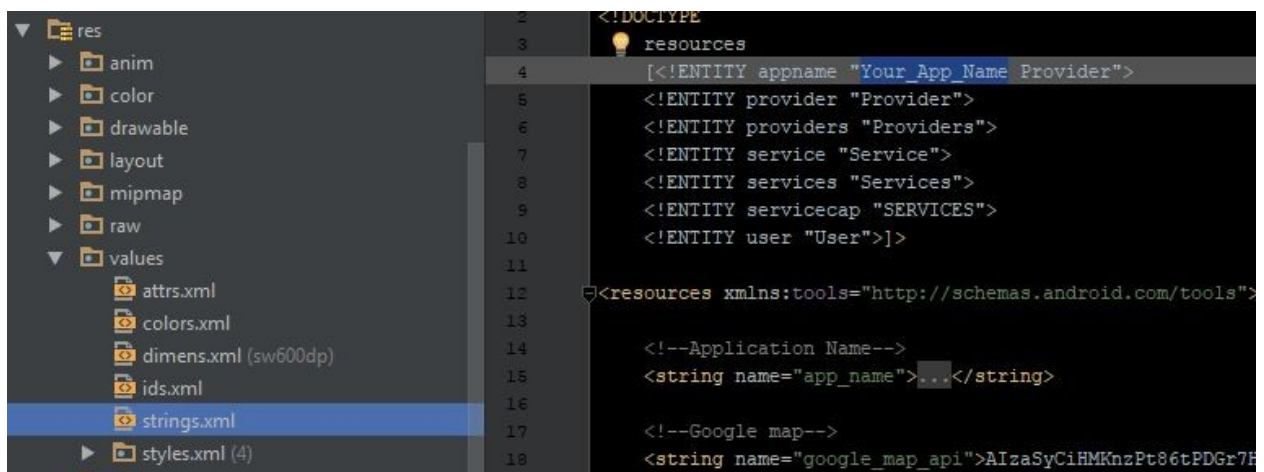 res
anim
color
drawable
layout
mipmap
raw
values
attrs.xml
colors.xml
dimens.xml (sw600dp)
ids.xml
strings.xml
styles.xml (4)
2 <!DOCTYPE
3 resources
4 [<!ENTITY appname "Your_App_Name Provider">
5 <!ENTITY provider "Provider">
6 <!ENTITY providers "Providers">
7 <!ENTITY service "Service">
8 <!ENTITY services "Services">
9 <!ENTITY servicecap "SERVICES">
10 <!ENTITY user "User">]>
11
12 <resources xmlns:tools="http://schemas.android.com/tools">
13
14 <!--Application Name-->
15 <string name="app_name">...</string>
16
17 <!--Google map-->
18 <string name="google_map_api">